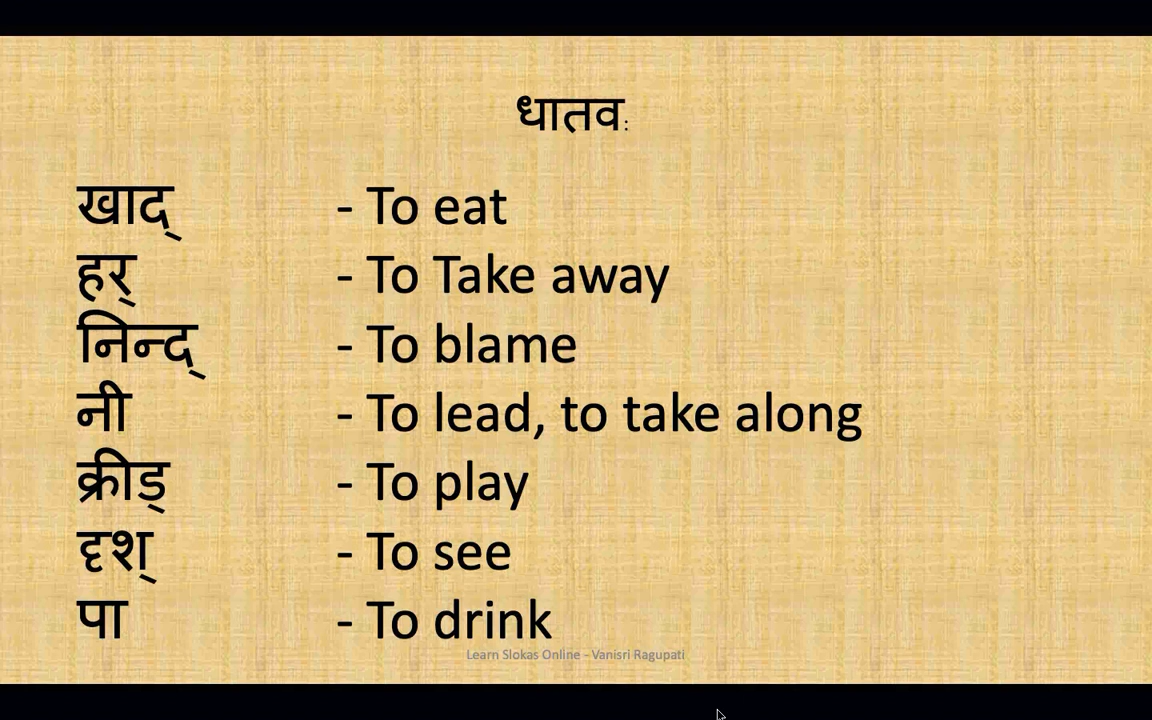 धातव:
खाद् - To eat
हर् - To Take away
निन्द् - To blame
नी - To lead, to take along
क्रीड् - To play
दृश् - To see
पा - To drink
Learn Slokas Online - Vanisri Ragupati